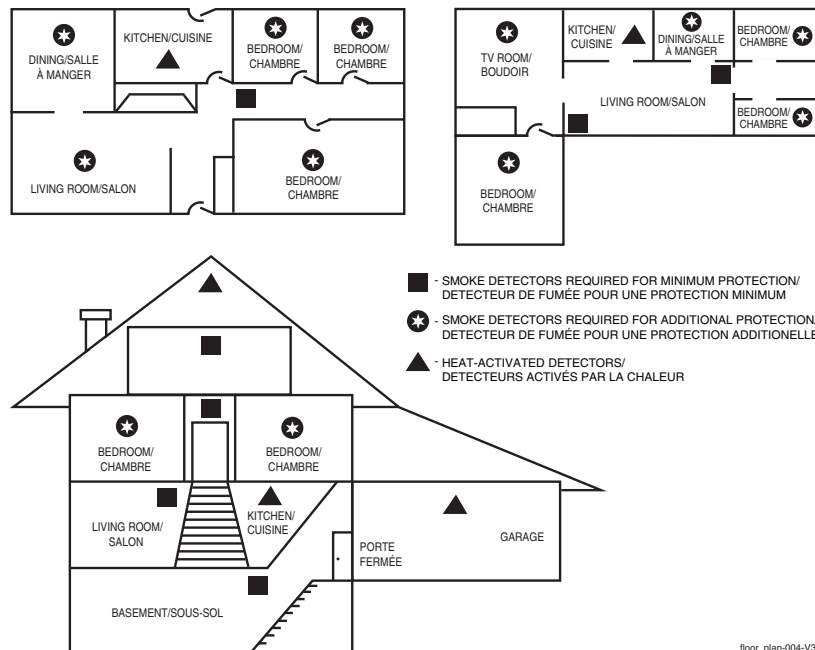 DINING/SALLE
À MANGER
KITCHEN/CUISINE
BEDROOM/
CHAMBRE
BEDROOM/
CHAMBRE
LIVING ROOM/SALON
BEDROOM/
CHAMBRE
TV ROOM/
BOUDOIR
KITCHEN/
CUISINE
DINING/SALLE
À MANGER
BEDROOM/
CHAMBRE
LIVING ROOM/SALON
BEDROOM/
CHAMBRE
BEDROOM/
CHAMBRE
- SMOKE DETECTORS REQUIRED FOR MINIMUM PROTECTION/
DETECTEUR DE FUMÉE POUR UNE PROTECTION MINIMUM
- SMOKE DETECTORS REQUIRED FOR ADDITIONAL PROTECTION/
DETECTEUR DE FUMÉE POUR UNE PROTECTION ADDITIONELLE
- HEAT-ACTIVATED DETECTORS/
DETECTEURS ACTIVÉS PAR LA CHALEUR
BEDROOM/
CHAMBRE
BEDROOM/
CHAMBRE
LIVING ROOM/
SALON
KITCHEN/
CUISINE
PORTE
FERMÉE
GARAGE
BASEMENT/SOUS-SOL
floor_plan-004-V3